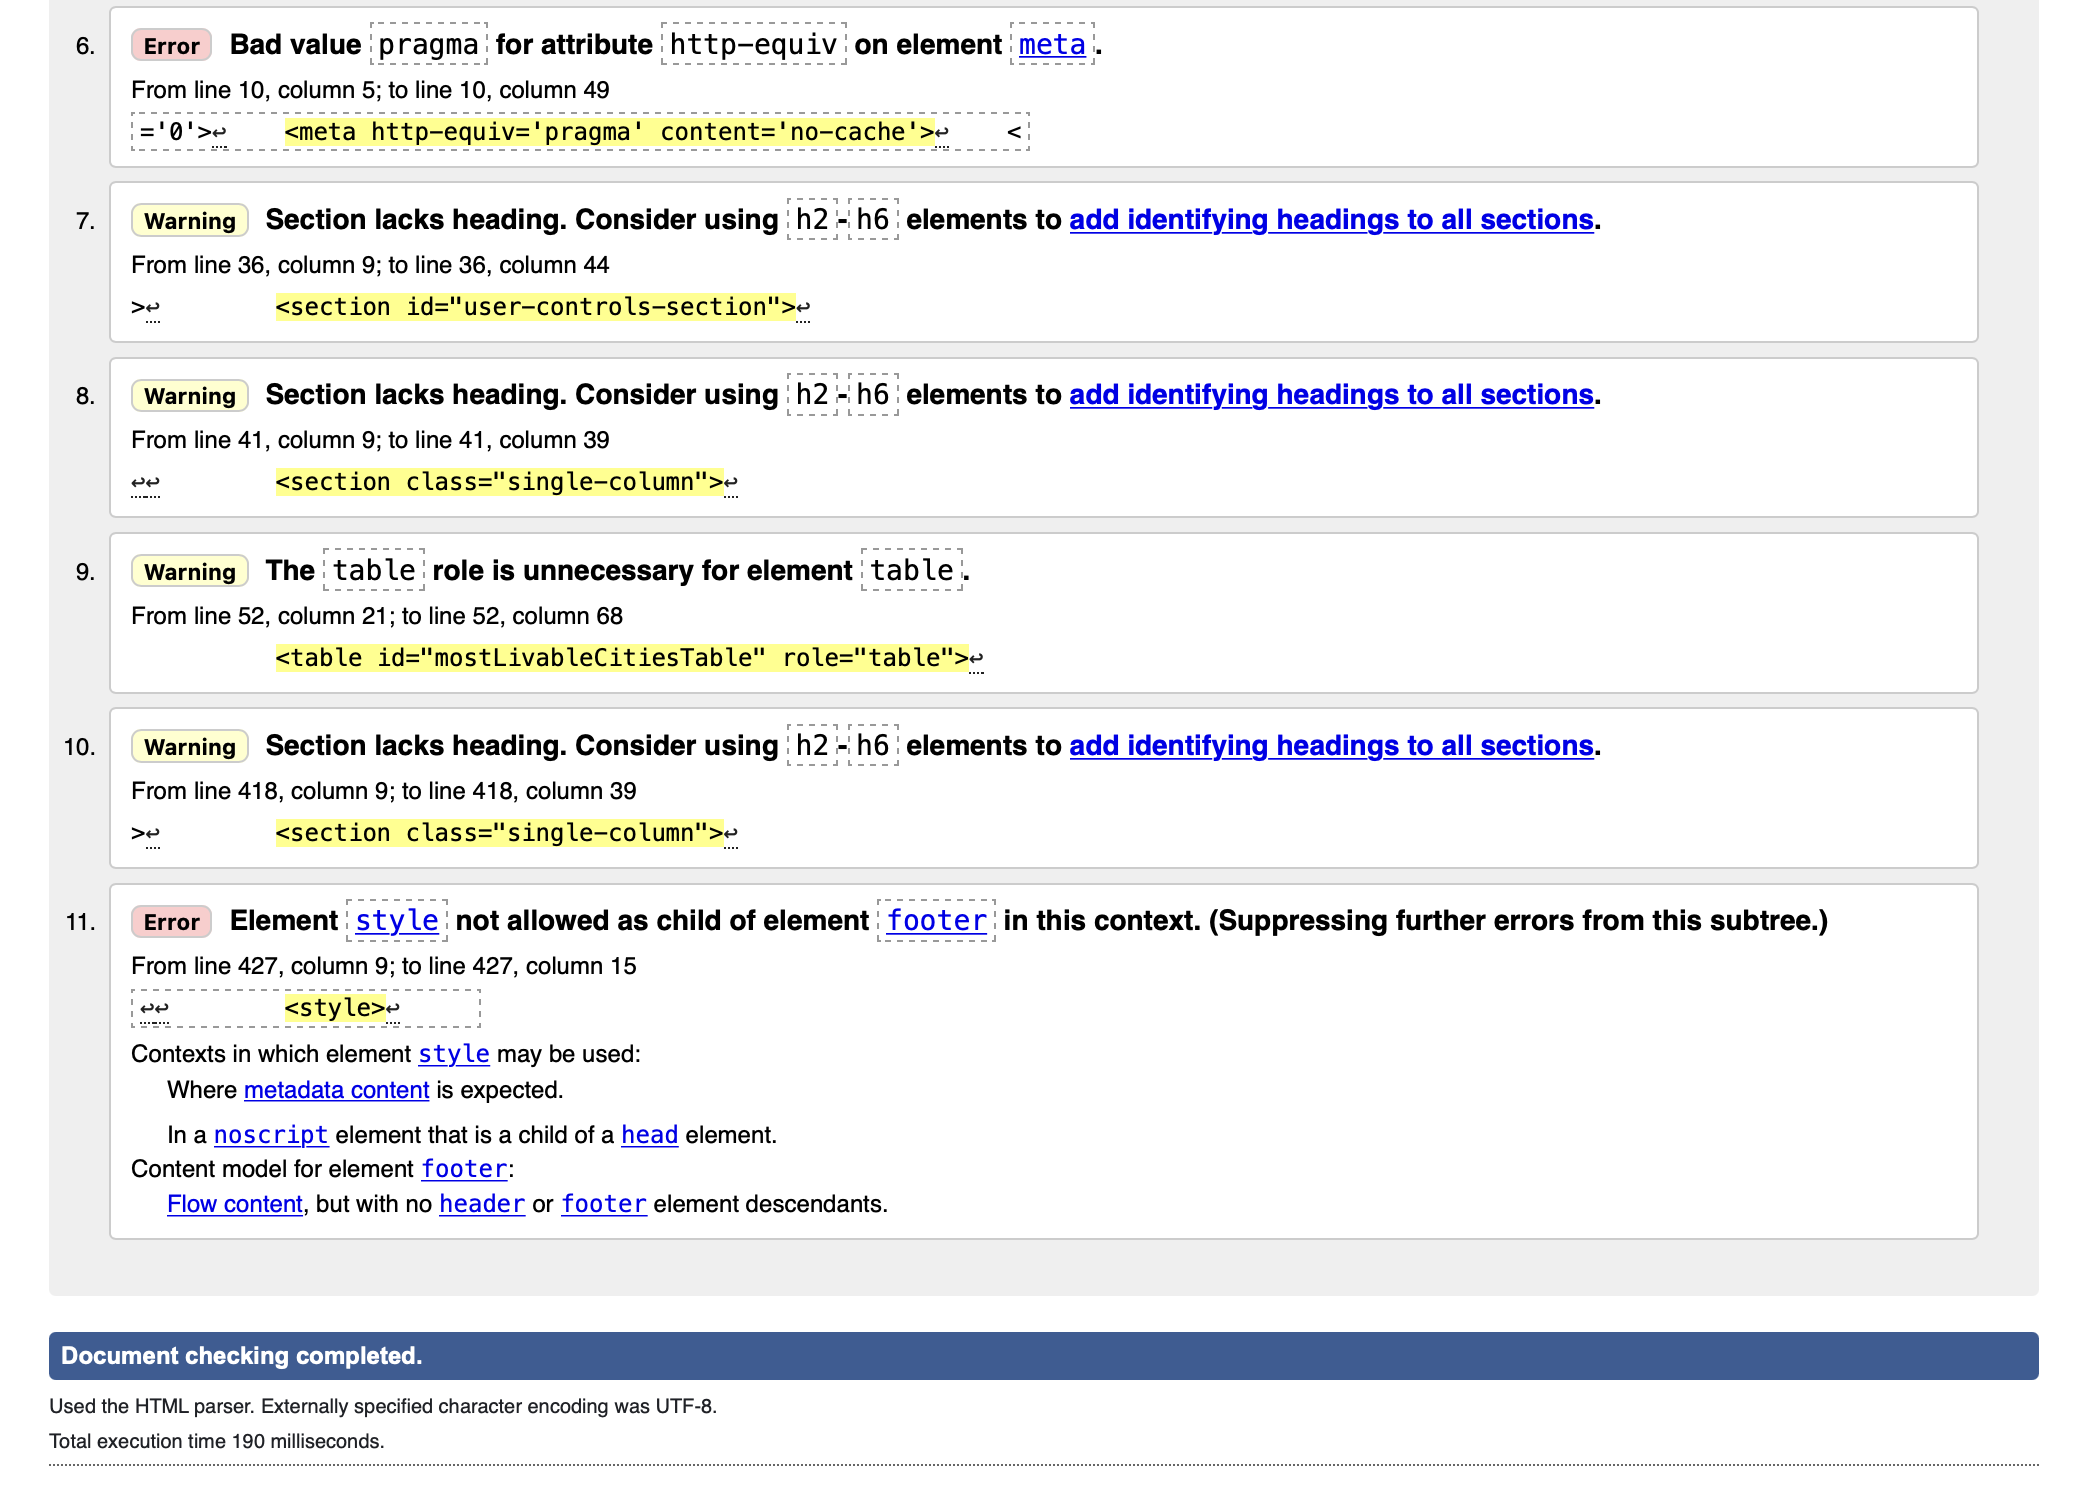 6. Error Bad value pragma for attribute http-equiv on element meta.
From line 10, column 5; to line 10, column 49
='0'>↩    <meta http-equiv='pragma' content='no-cache'>↩    <
7. Warning Section lacks heading. Consider using h2-h6 elements to add identifying headings to all sections.
From line 36, column 9; to line 36, column 44
>↩        <section id="user-controls-section">↩
8. Warning Section lacks heading. Consider using h2-h6 elements to add identifying headings to all sections.
From line 41, column 9; to line 41, column 39
↩↩        <section class="single-column">↩
9. Warning The table role is unnecessary for element table.
From line 52, column 21; to line 52, column 68
<table id="mostLivableCitiesTable" role="table">↩
10. Warning Section lacks heading. Consider using h2-h6 elements to add identifying headings to all sections.
From line 418, column 9; to line 418, column 39
>↩        <section class="single-column">↩
11. Error Element style not allowed as child of element footer in this context. (Suppressing further errors from this subtree.)
From line 427, column 9; to line 427, column 15
↩↩        <style>↩
Contexts in which element style may be used:
Where metadata content is expected.
In a noscript element that is a child of a head element.
Content model for element footer:
Flow content, but with no header or footer element descendants.
Document checking completed.
Used the HTML parser. Externally specified character encoding was UTF-8.
Total execution time 190 milliseconds.